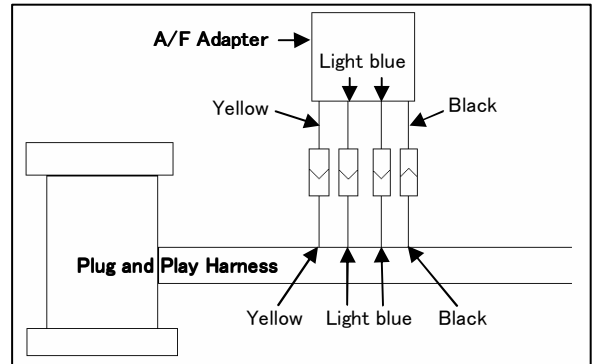 A/F Adapter
Light blue
Yellow
Black
Plug and Play Harness
Yellow
Light blue
Black